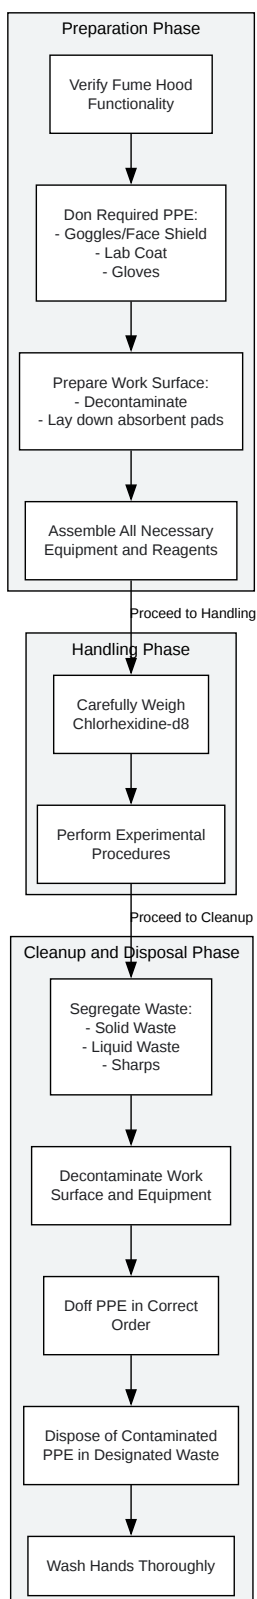 Preparation Phase
Verify Fume Hood
Functionality
Don Required PPE:
- Goggles/Face Shield
- Lab Coat
- Gloves
Prepare Work Surface:
- Decontaminate
- Lay down absorbent pads
Assemble All Necessary
Equipment and Reagents
Proceed to Handling
Handling Phase
Carefully Weigh
Chlorhexidine-d8
Perform Experimental
Procedures
Proceed to Cleanup
Cleanup and Disposal Phase
Segregate Waste:
- Solid Waste
- Liquid Waste
- Sharps
Decontaminate Work
Surface and Equipment
Doff PPE in Correct
Order
Dispose of Contaminated
PPE in Designated Waste
Wash Hands Thoroughly